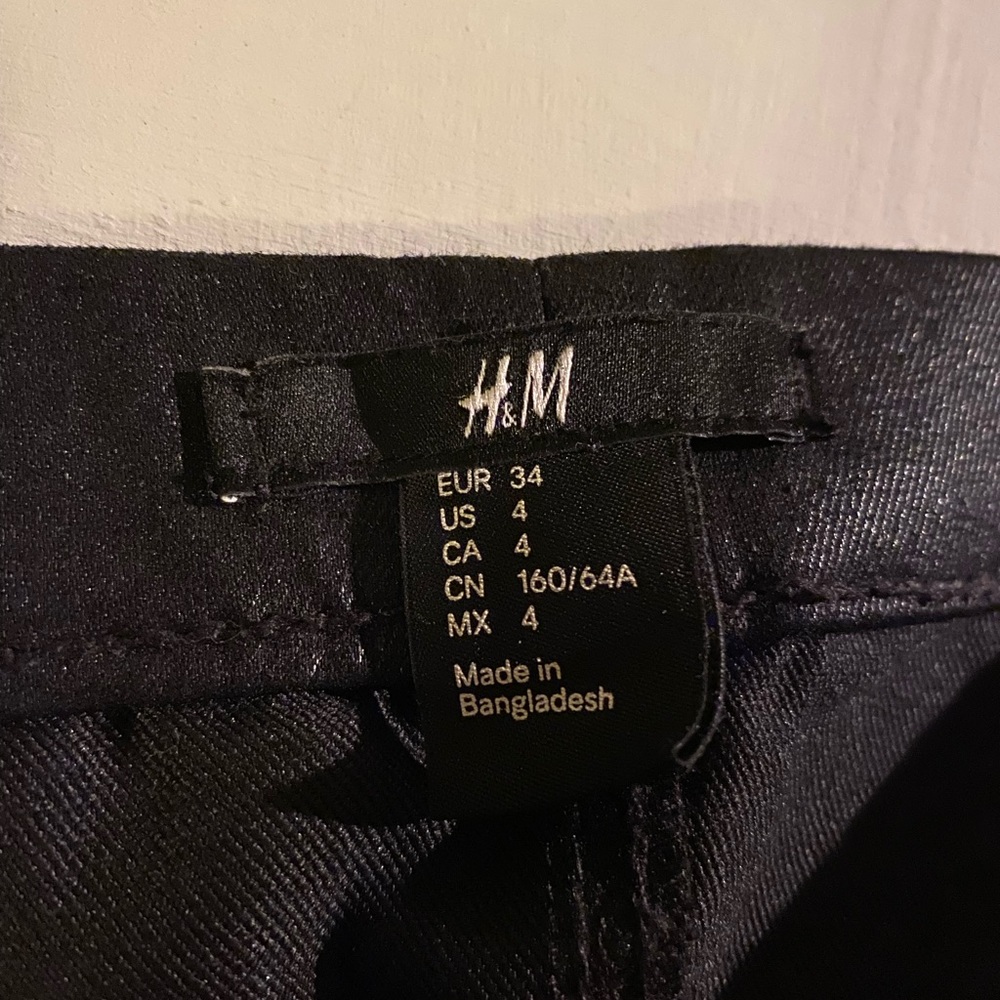 H&M
EUR 34
US 4
CA 4
CN 160/64A
MX 4
Made in
Bangladesh